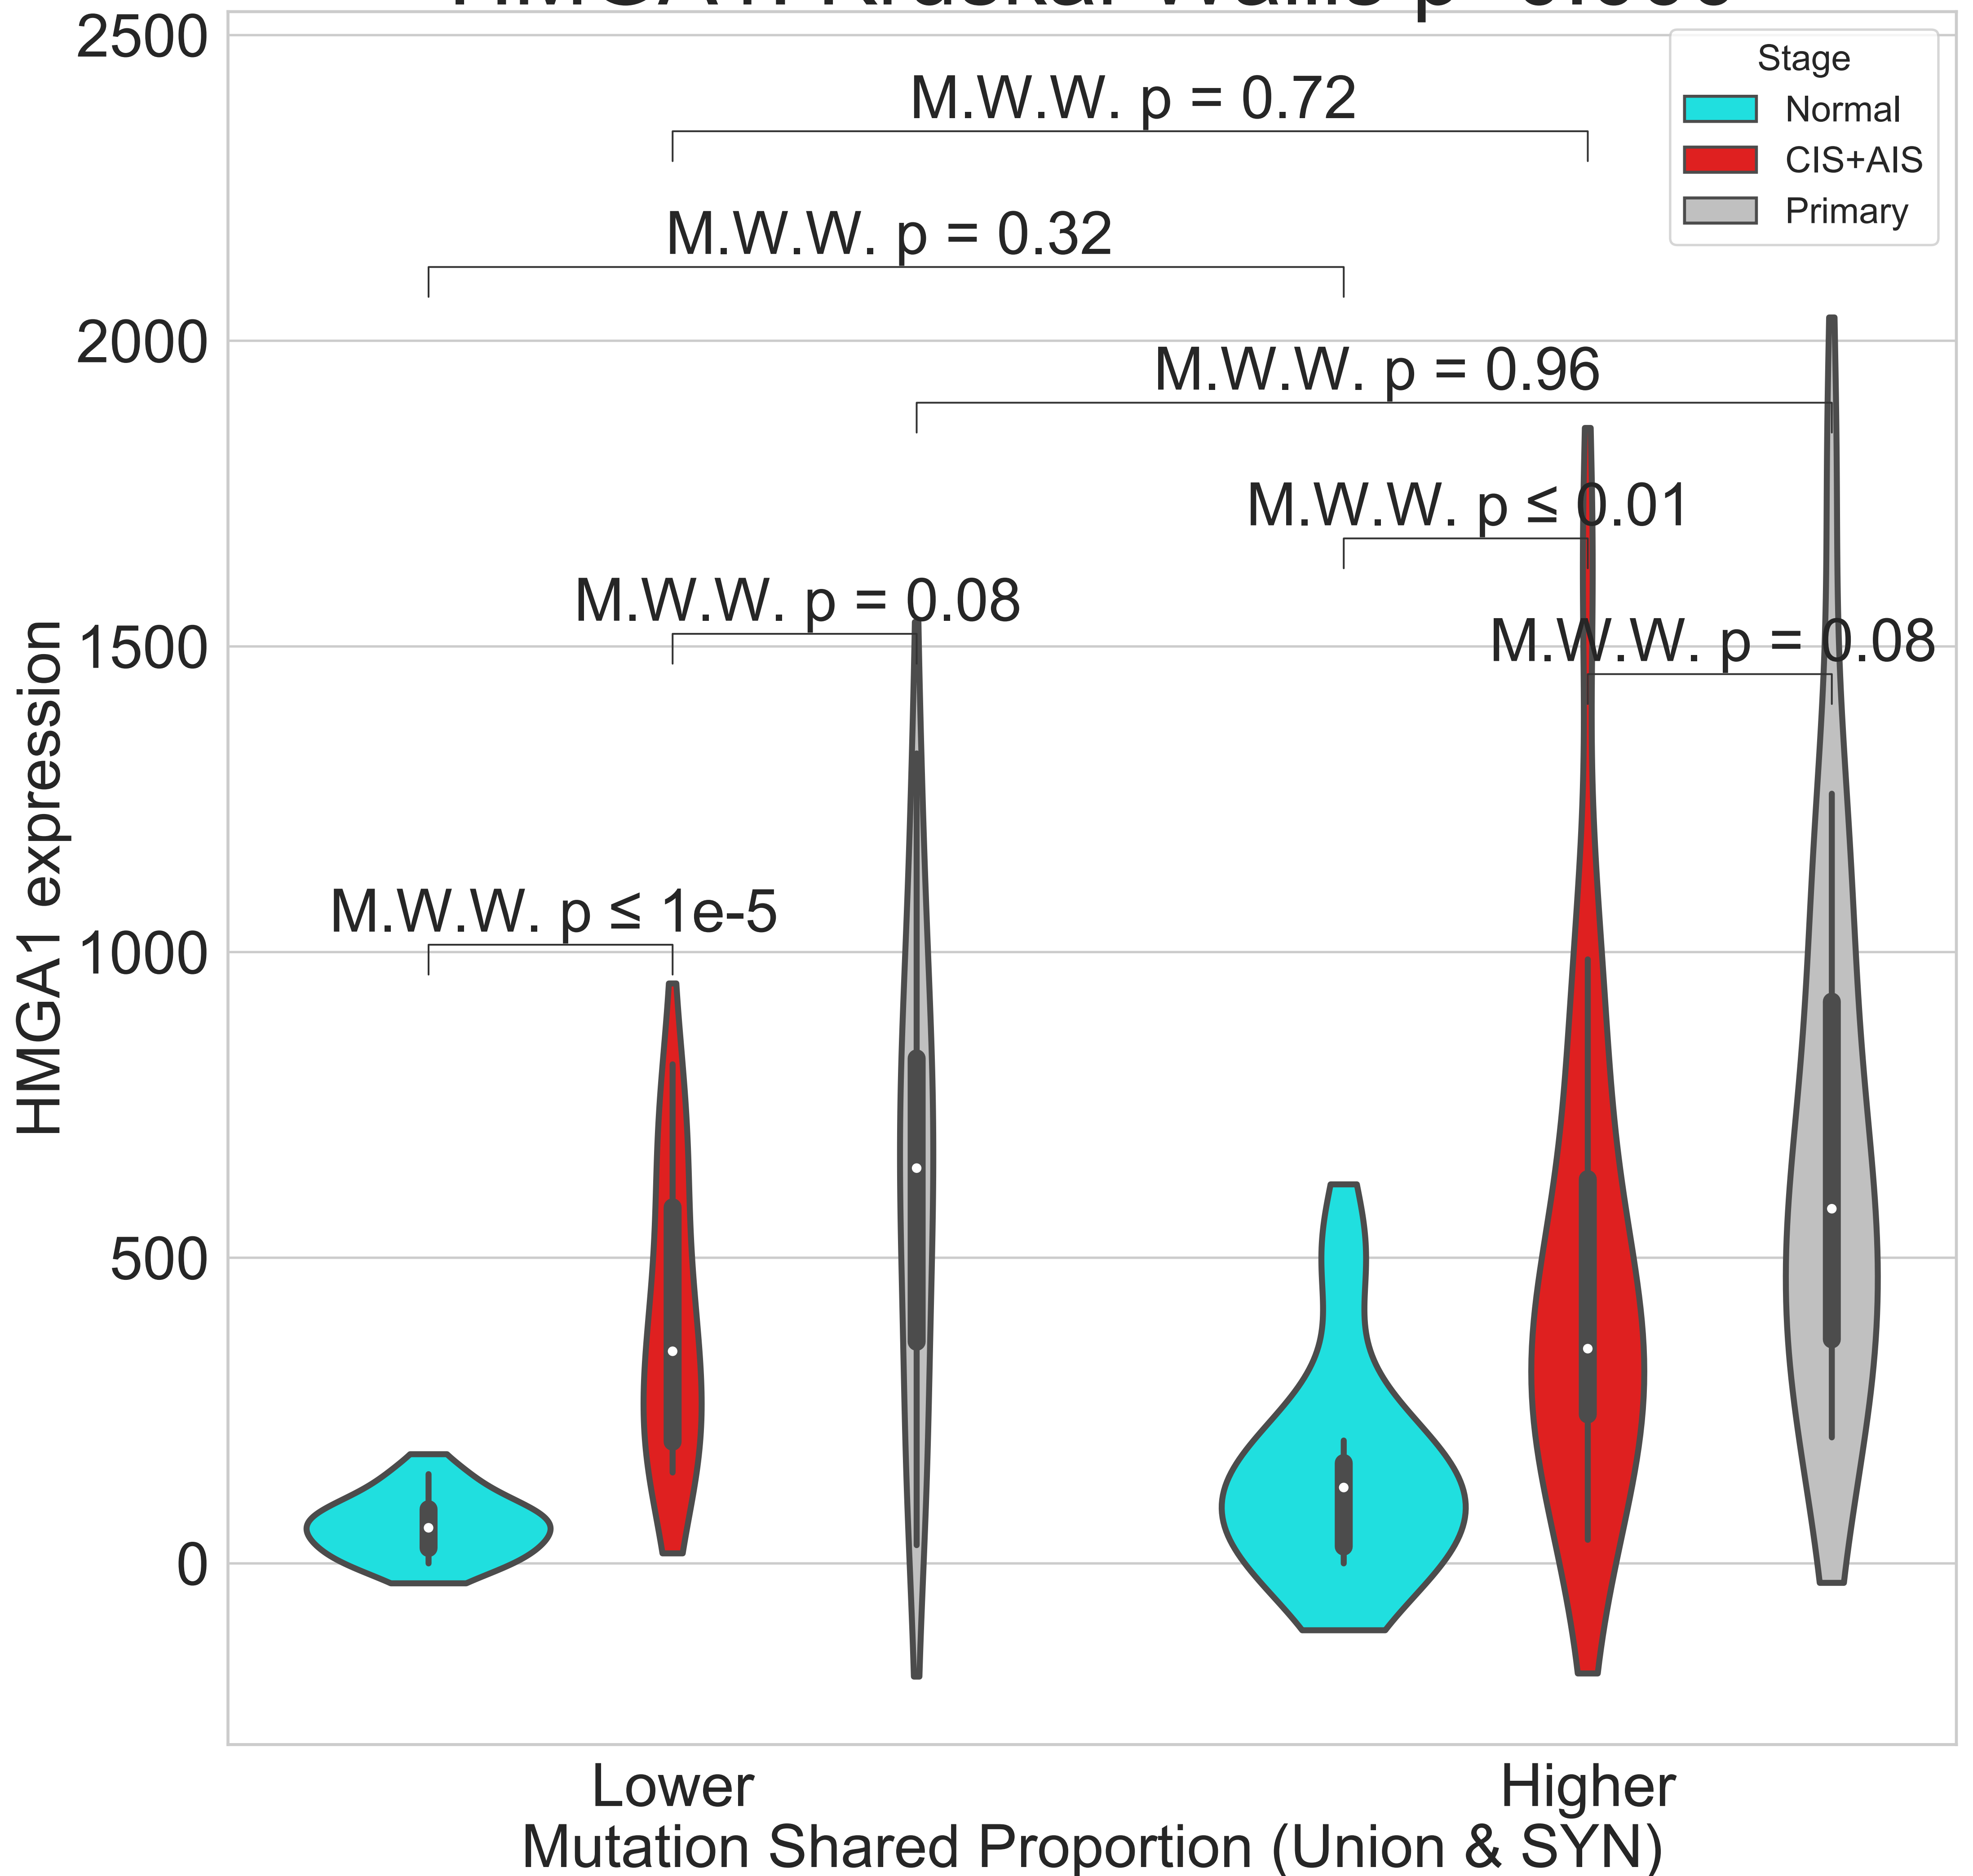 2500
2000
1500
1000
500
0
HMGA1 expression
M.W.W. p = 0.72
M.W.W. p = 0.32
M.W.W. p = 0.96
M.W.W. p ≤ 0.01
M.W.W. p = 0.08
M.W.W. p = 0.08
M.W.W. p ≤ 1e-5
Stage
Normal
CIS+AIS
Primary
Lower
Higher
Mutation Shared Proportion (Union & SYN)